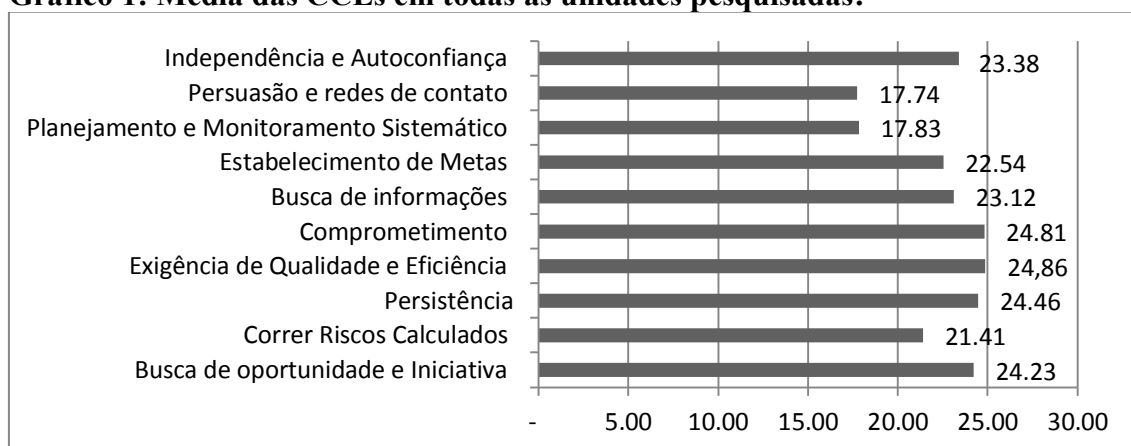 Gráfico 1: Média das CCEs em todas as unidades pesquisadas.
Independência e Autoconfiança 23.38
Persuasão e redes de contato 17.74
Planejamento e Monitoramento Sistemático 17.83
Estabelecimento de Metas 22.54
Busca de informações 23.12
Comprometimento 24.81
Exigência de Qualidade e Eficiência 24,86
Persistência 24.46
Correr Riscos Calculados 21.41
Busca de oportunidade e Iniciativa 24.23
- 5.00 10.00 15.00 20.00 25.00 30.00